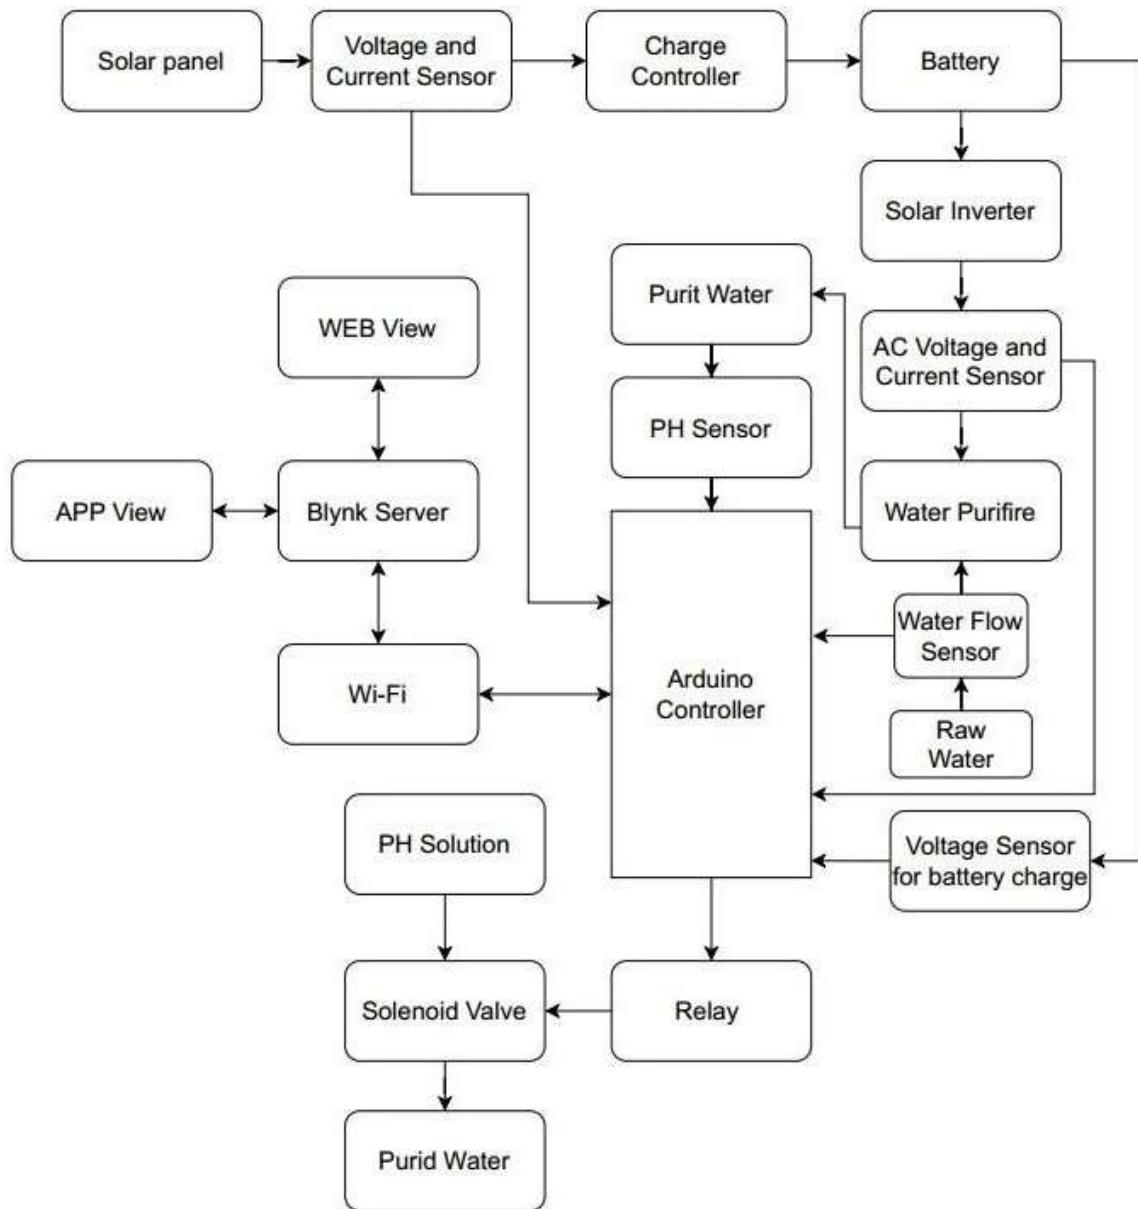 Solar panel
Voltage and
Current Sensor
Charge
Controller
Battery
Solar Inverter
Purit Water
WEB View
AC Voltage and
Current Sensor
PH Sensor
APP View
Blynk Server
Water Purifire
Water Flow
Sensor
Wi-Fi
Arduino
Controller
Raw
Water
PH Solution
Voltage Sensor
for battery charge
Solenoid Valve
Relay
Purid Water